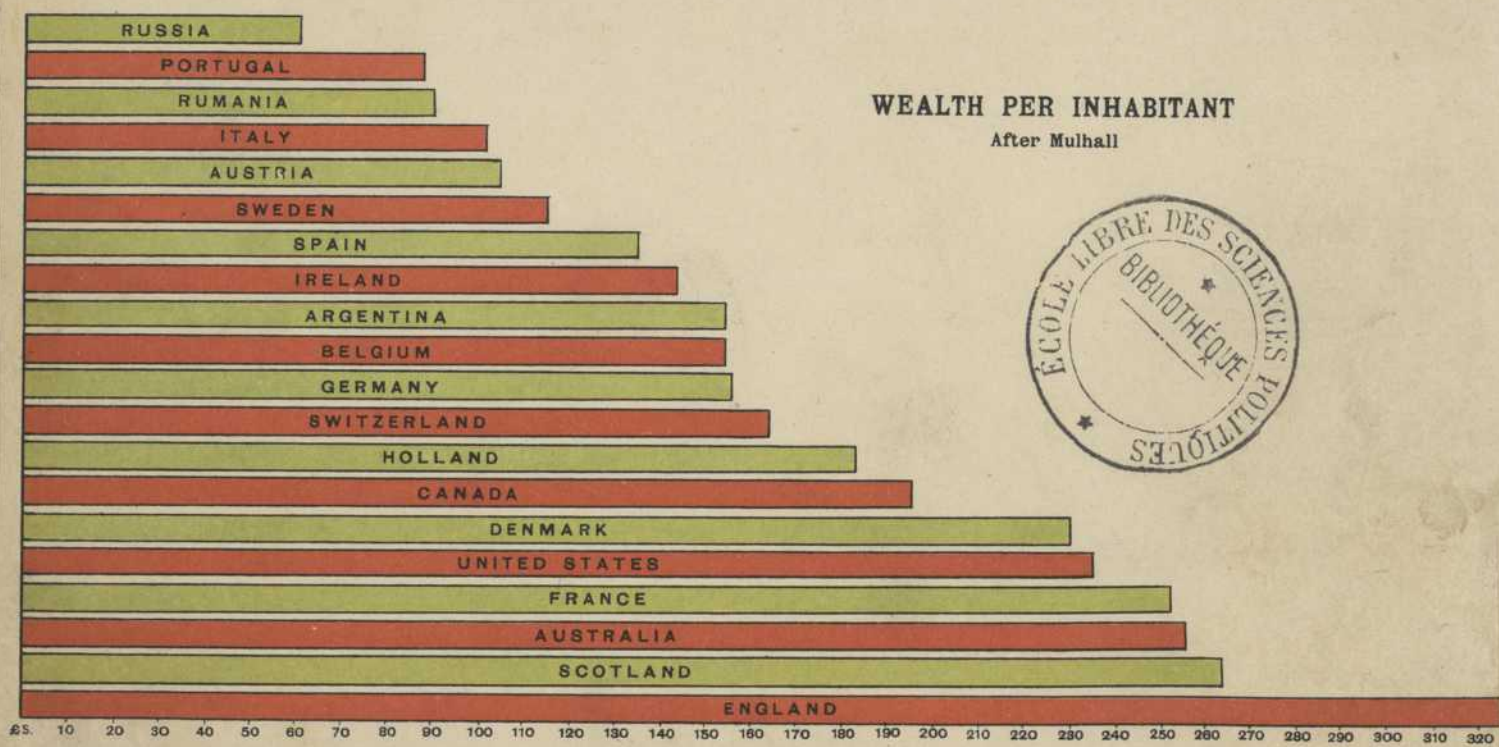 RUSSIA
PORTUGAL
RUMANIA
ITALY
AUSTRIA
SWEDEN
SPAIN
IRELAND
ARGENTINA
BELGIUM
GERMANY
SWITZERLAND
HOLLAND
CANADA
DENMARK
UNITED STATES
FRANCE
AUSTRALIA
SCOTLAND
ENGLAND
£S. 10 20 30 40 50 60 70 80 90 100 110 120 130 140 150 160 170 180 190 200 210 220 230 240 250 260 270 280 290 300 310 320
WEALTH PER INHABITANT
After Mulhall
ÉCOLE LIBRE DES SCIENCES POLITIQUES
BIBLIOTHÉQUE